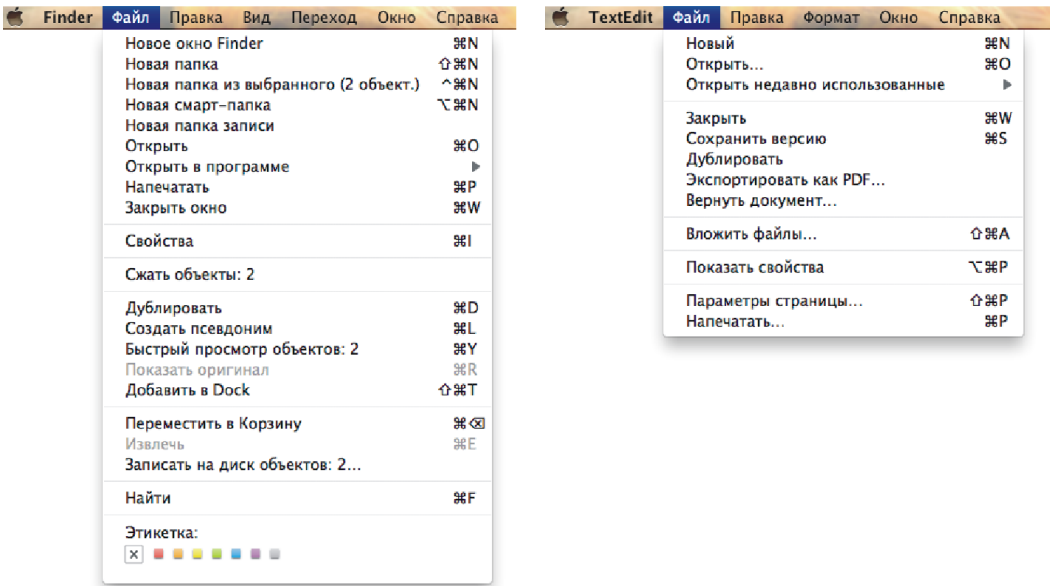 Finder Файл Правка Вид Переход Окно Справка
Новое окно Finder ⌘N
Новая папка ⇧⌘N
Новая папка из выбранного (2 объект.) ^⌘N
Новая смарт-папка ⌥⌘N
Новая папка записи
Открыть ⌘O
Открыть в программе ▶
Напечатать ⌘P
Закрыть окно ⌘W
Свойства ⌘I
Сжать объекты: 2
Дублировать ⌘D
Создать псевдоним ⌘L
Быстрый просмотр объектов: 2 ⌘Y
Показать оригинал ⌘R
Добавить в Dock ⇧⌘T
Переместить в Корзину ⌘⌫
Извлечь ⌘E
Записать на диск объектов: 2...
Найти ⌘F
Этикетка:
x
TextEdit Файл Правка Формат Окно Справка
Новый ⌘N
Открыть... ⌘O
Открыть недавно использованные ▶
Закрыть ⌘W
Сохранить версию ⌘S
Дублировать
Экспортировать как PDF...
Вернуть документ...
Вложить файлы... ⇧⌘A
Показать свойства ⌥⌘P
Параметры страницы... ⇧⌘P
Напечатать... ⌘P